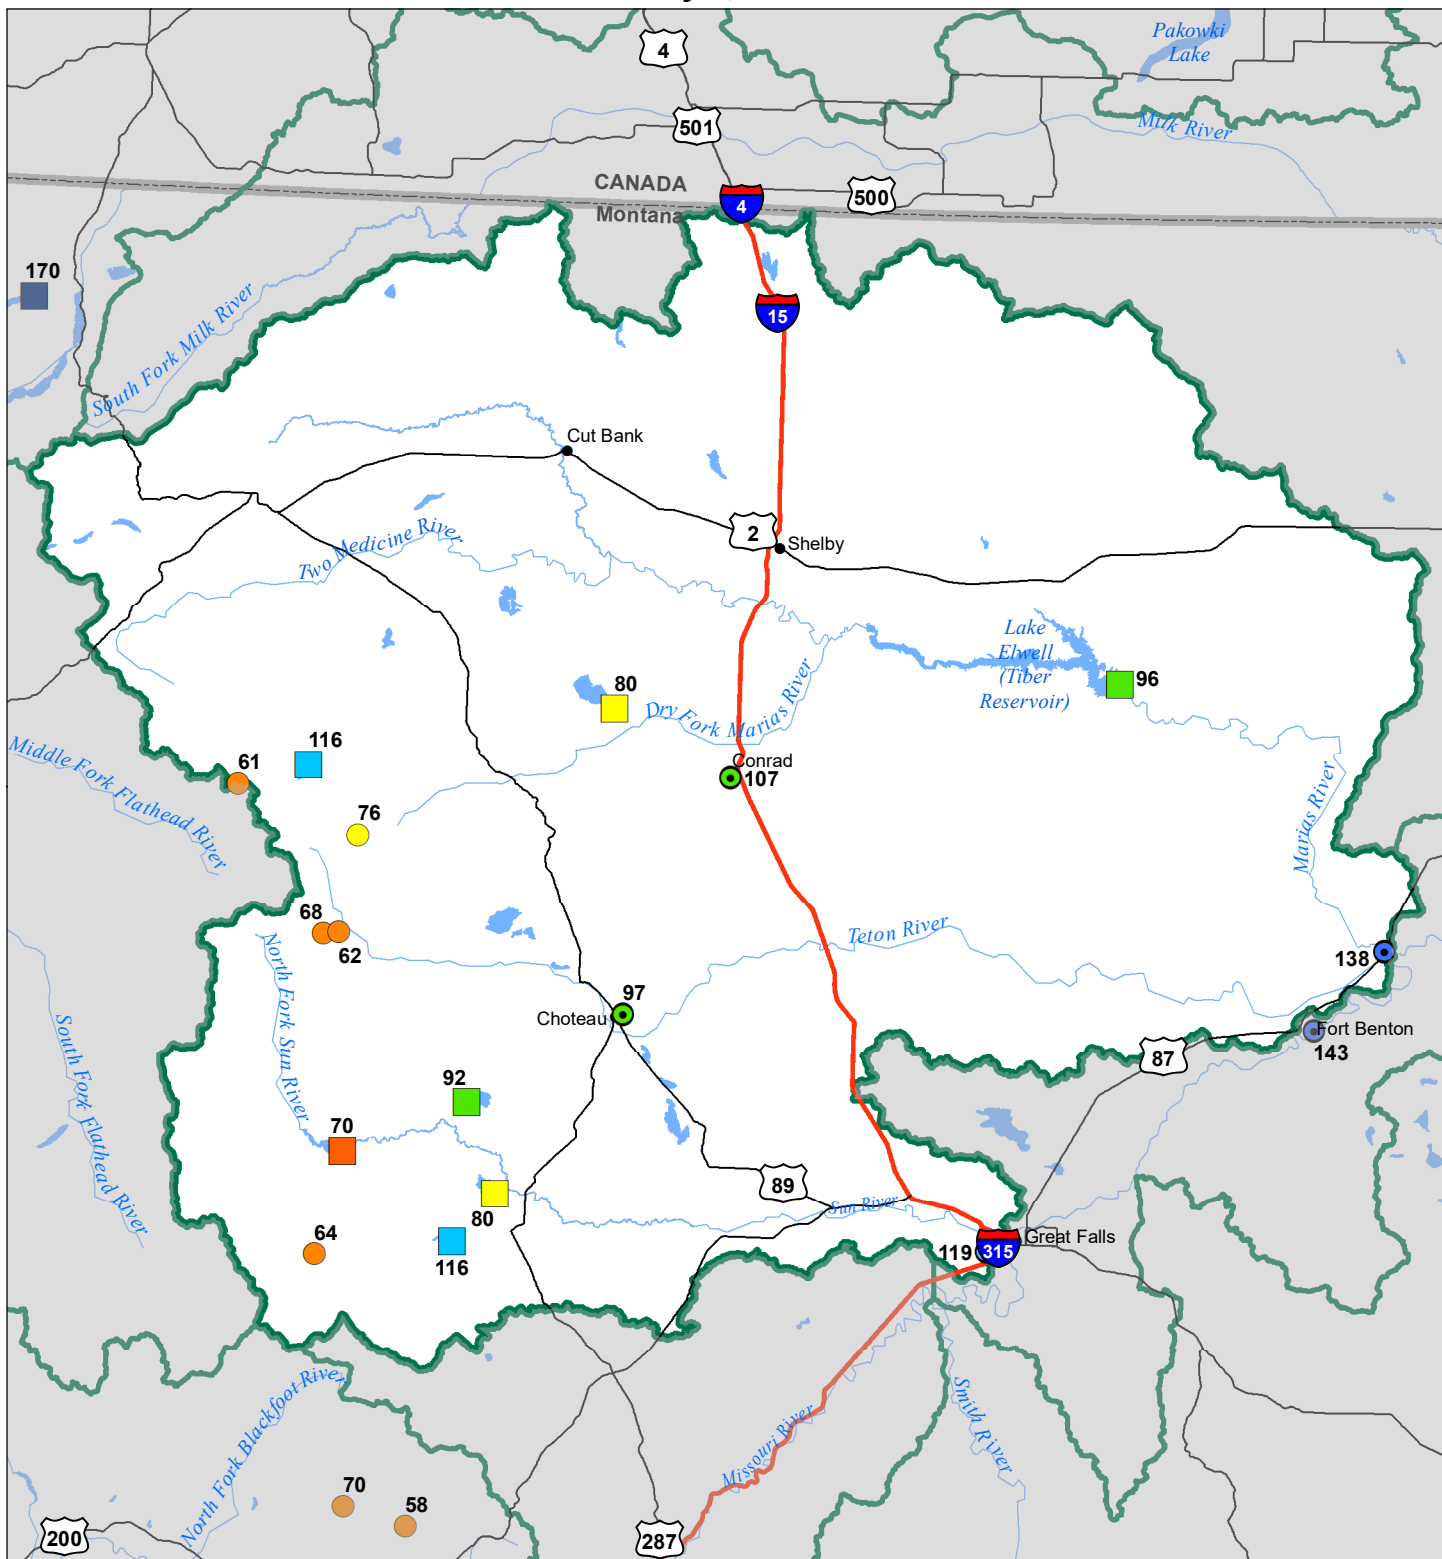 4
Pakowki
Lake
501
Milk River
CANADA
Montana
4
500
170
15
South Fork Milk River
Cut Bank
2
Shelby
Two Medicine River
Lake
Elwell
(Tiber
Reservoir)
96
80
Dry Fork Marias River
Middle Fork Flathead River
61
116
Conrad
107
76
Marias River
68
62
North Fork Sun River
Teton River
138
97
Choteau
South Fork Flathead River
Fort Benton
143
87
92
70
89
80
Sun River
64
116
119
315
Great Falls
North Fork Blackfoot River
Missouri River
Smith River
70
58
200
287